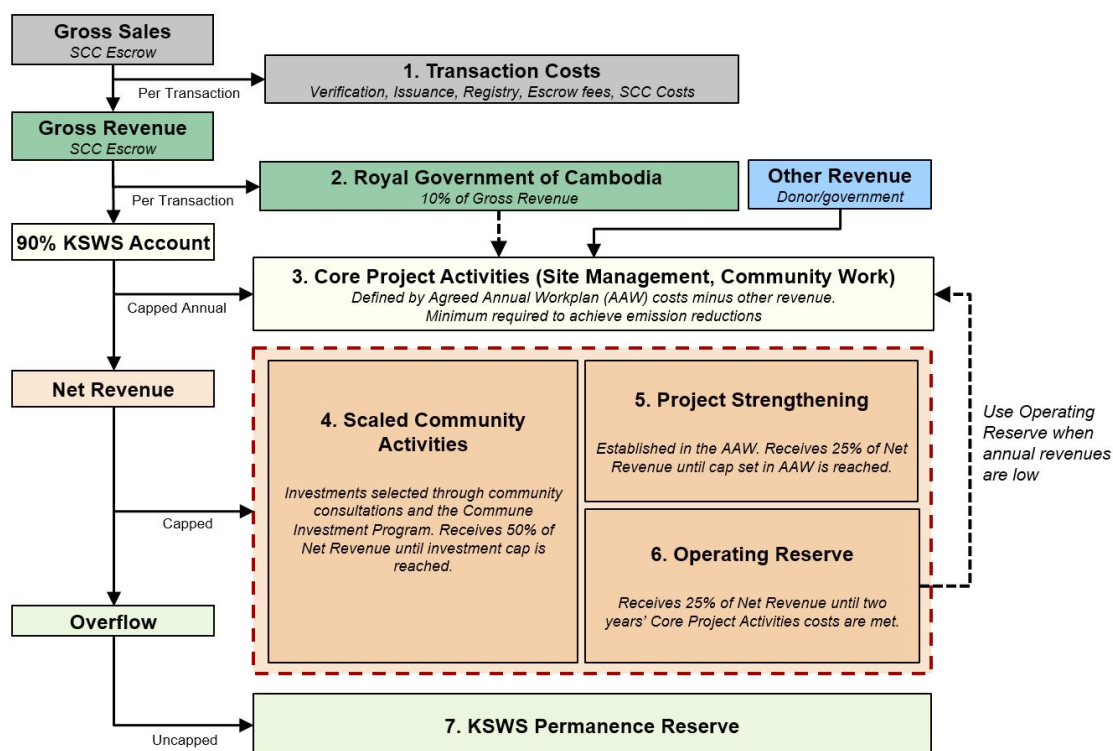 Gross Sales
SCC Escrow
1. Transaction Costs
Verification, Issuance, Registry, Escrow fees, SCC Costs
Per Transaction
Gross Revenue
SCC Escrow
2. Royal Government of Cambodia
10% of Gross Revenue
Other Revenue
Donor/government
Per Transaction
90% KSWS Account
3. Core Project Activities (Site Management, Community Work)
Defined by Agreed Annual Workplan (AAW) costs minus other revenue.
Minimum required to achieve emission reductions
Capped Annual
Net Revenue
4. Scaled Community
Activities
Investments selected through community
consultations and the Commune
Investment Program. Receives 50% of
Net Revenue until investment cap is
reached.
5. Project Strengthening
Established in the AAW. Receives 25% of Net
Revenue until cap set in AAW is reached.
Use Operating
Reserve when
annual revenues
are low
Capped
6. Operating Reserve
Receives 25% of Net Revenue until two
years' Core Project Activities costs are met.
Overflow
7. KSWS Permanence Reserve
Uncapped